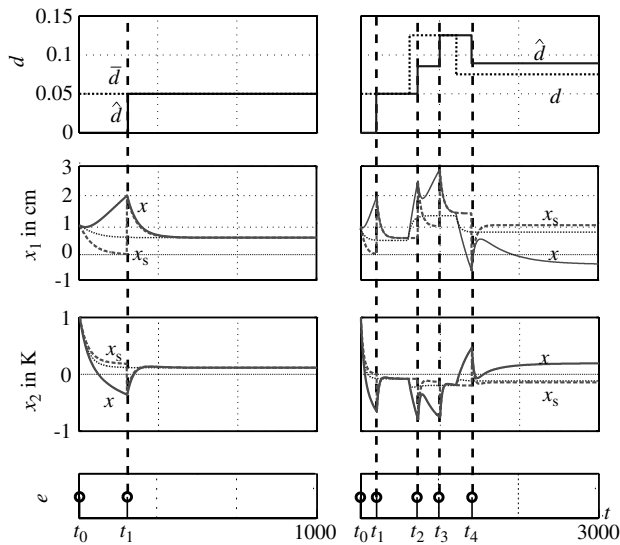 0.15
0.1
0.05
0
d
d̄
d̂
d̂
d
3
2
1
0
-1
x₁ in cm
x
xₛ
xₛ
x
1
0
-1
x₂ in K
xₛ
x
x
xₛ
e
t₀ t₁ 1000
t₀ t₁ t₂ t₃ t₄ 3000
t